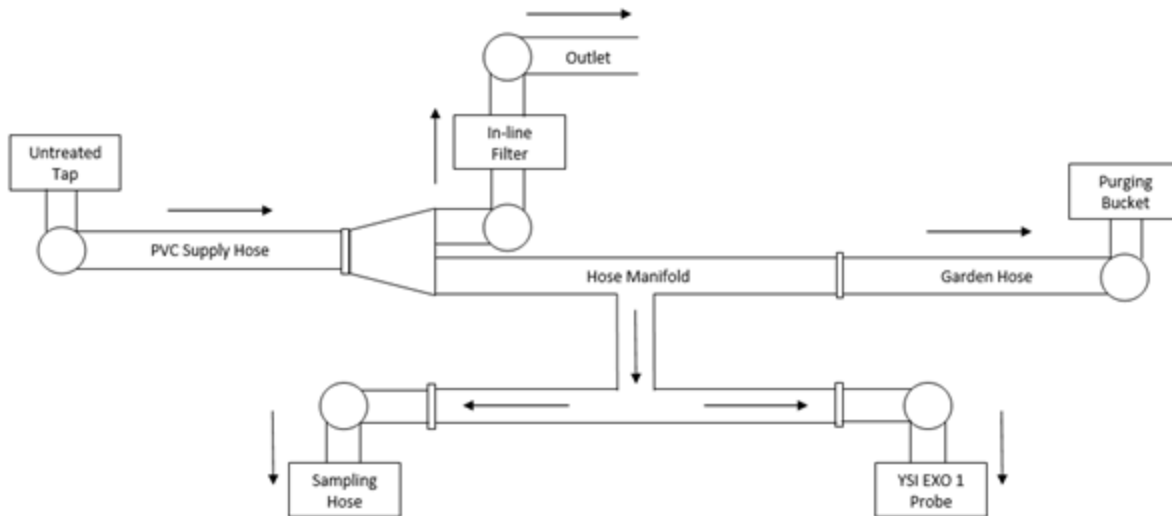 Outlet
In-line
Filter
Untreated
Tap
Purging
Bucket
PVC Supply Hose
Hose Manifold
Garden Hose
Sampling
Hose
YSI EXO 1
Probe